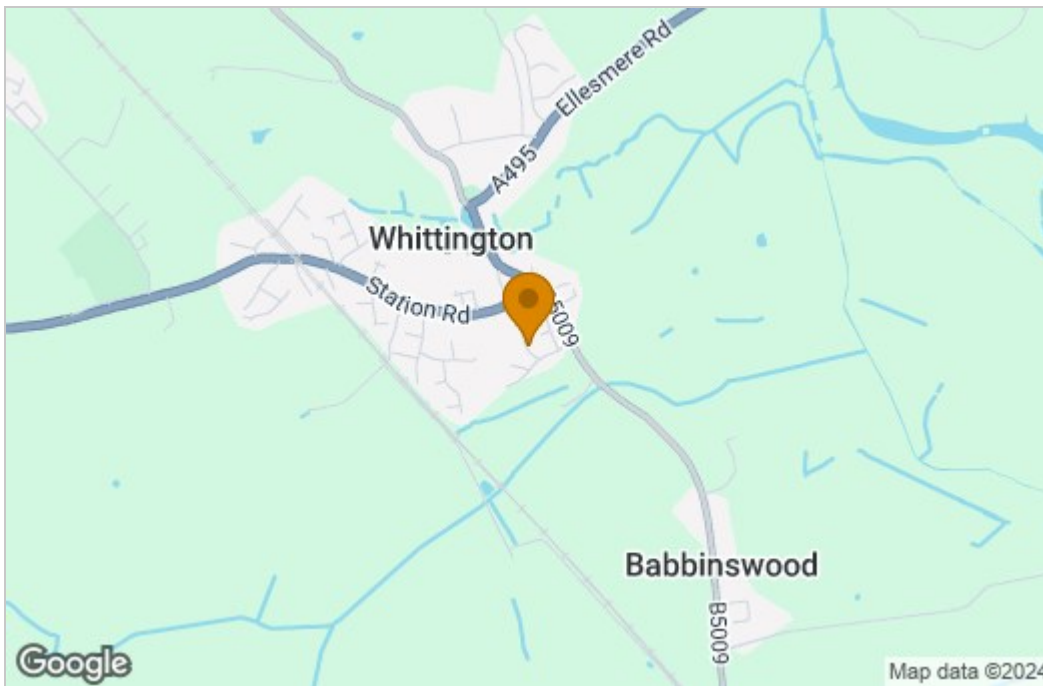 Ellesmere Rd
A495
Whittington
Station Rd
B5009
Babbinswood
B5009
Google
Map data ©2024